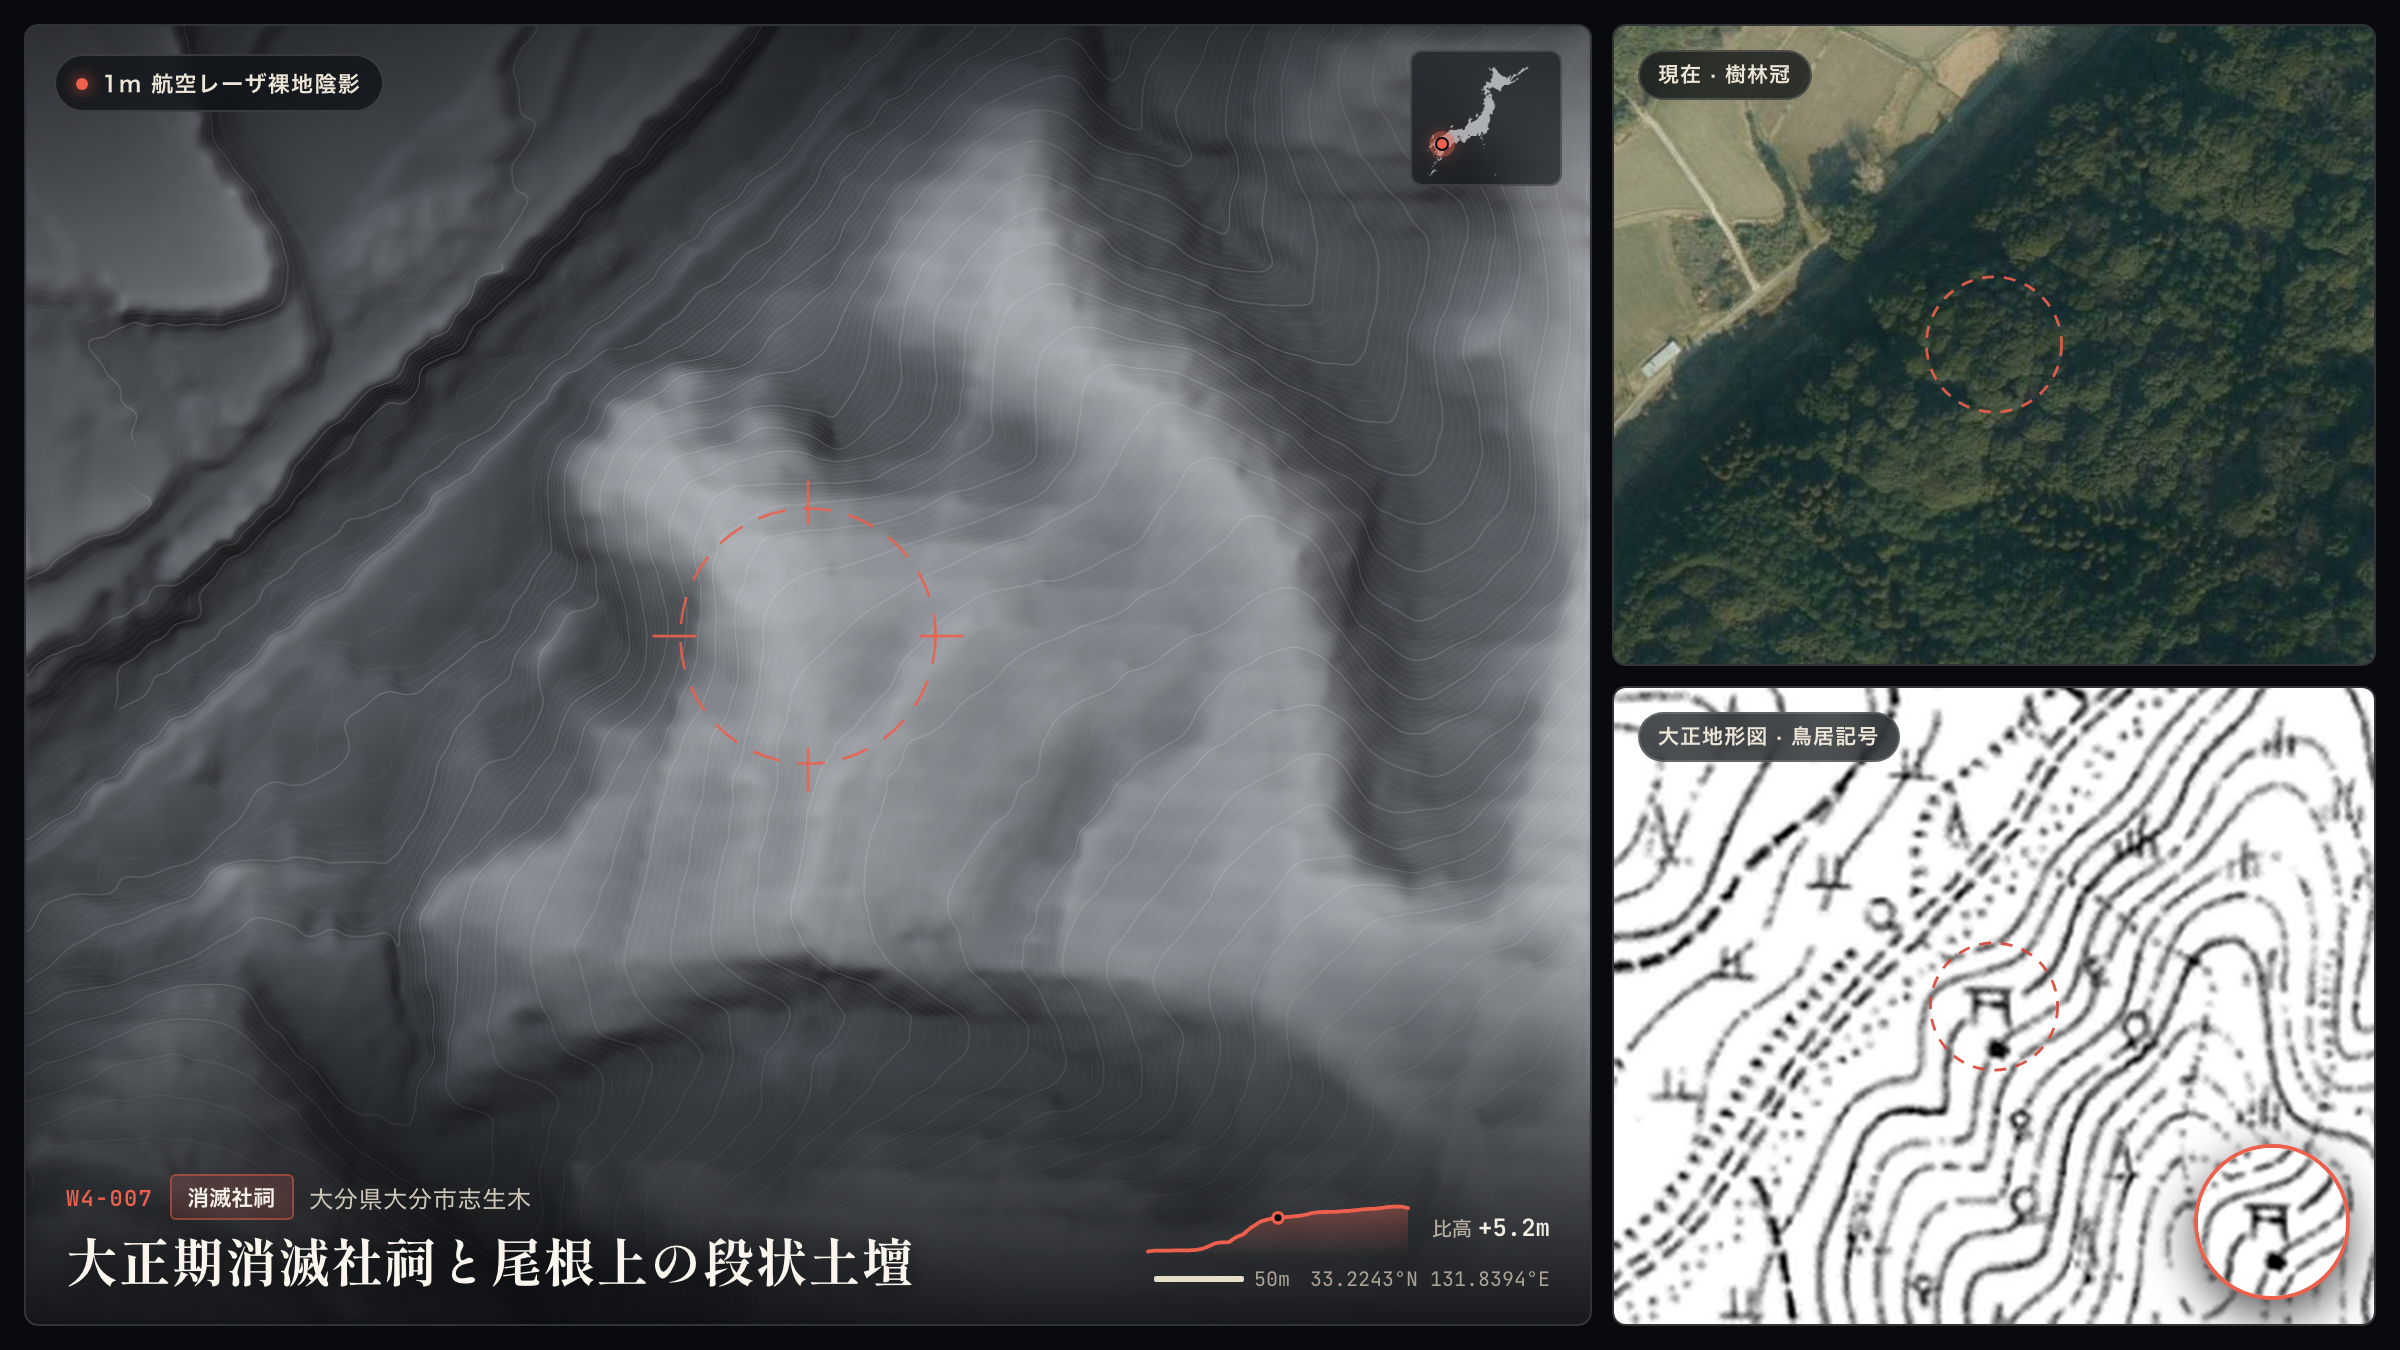 1m 航空レーザ裸地陰影
W4-007 消滅社祠 大分県大分市志生木
大正期消滅社祠と尾根上の段状土壇
比高 +5.2m
50m 33.2243°N 131.8394°E
現在 · 樹林冠
大正地形図 · 鳥居記号